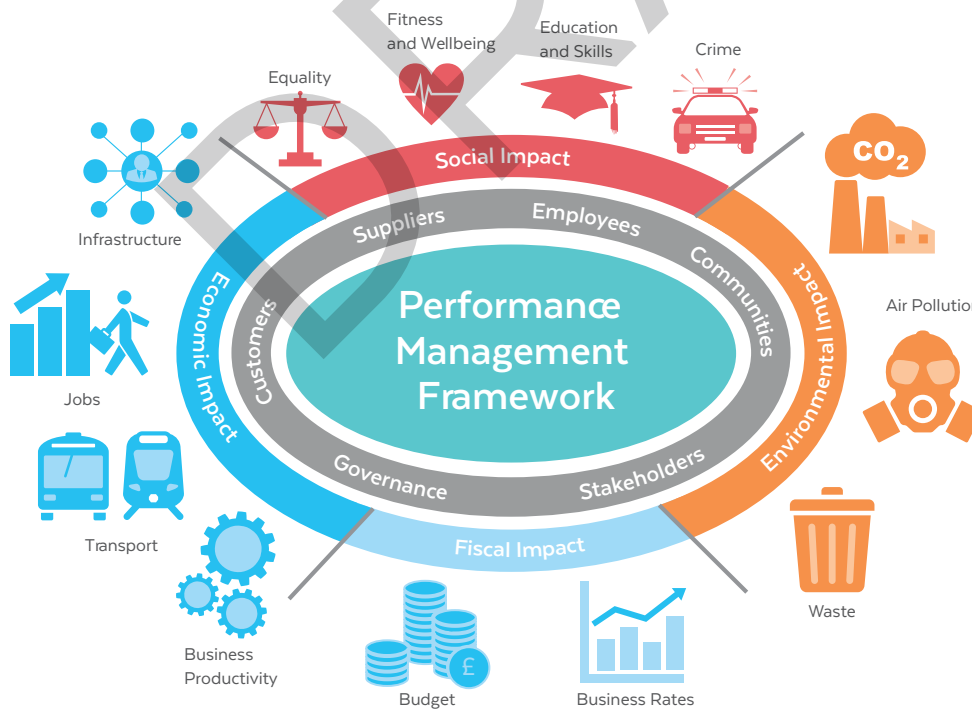 Fitness
and Wellbeing
Education
and Skills
Crime
Equality
CO2
Social Impact
Infrastructure
Suppliers
Employees
Communities
Customers
Economic Impact
Environmental Impact
Performance
Management
Framework
Air Pollution
Jobs
Governance
Stakeholders
Transport
Fiscal Impact
Waste
Business
Productivity
£
Budget
Business Rates